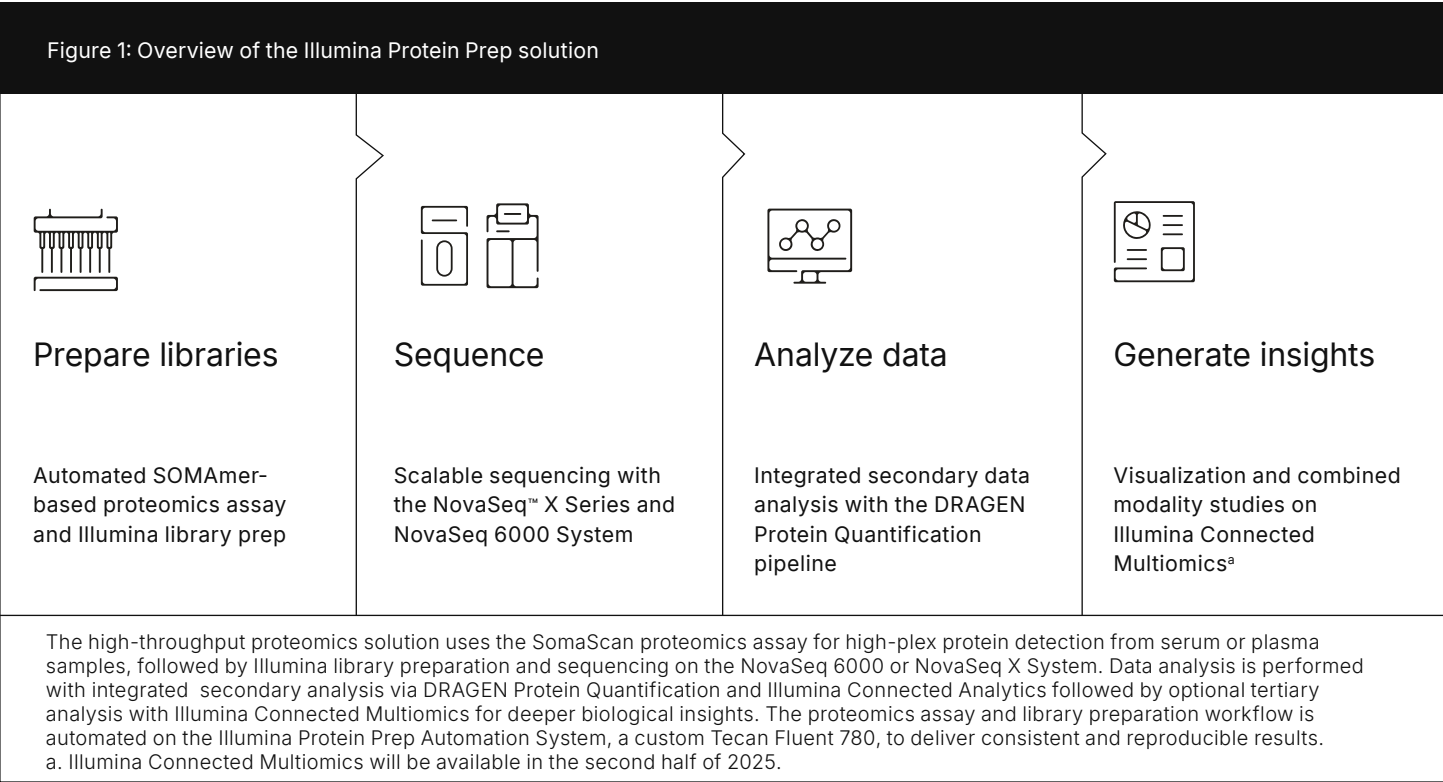 Figure 1: Overview of the Illumina Protein Prep solution
Prepare libraries
Automated SOMAmer-
based proteomics assay
and Illumina library prep
Sequence
Scalable sequencing with
the NovaSeq™ X Series and
NovaSeq 6000 System
Analyze data
Integrated secondary data
analysis with the DRAGEN
Protein Quantification
pipeline
Generate insights
Visualization and combined
modality studies on
Illumina Connected
Multiomicsᵃ
The high-throughput proteomics solution uses the SomaScan proteomics assay for high-plex protein detection from serum or plasma
samples, followed by Illumina library preparation and sequencing on the NovaSeq 6000 or NovaSeq X System. Data analysis is performed
with integrated  secondary analysis via DRAGEN Protein Quantification and Illumina Connected Analytics followed by optional tertiary
analysis with Illumina Connected Multiomics for deeper biological insights. The proteomics assay and library preparation workflow is
automated on the Illumina Protein Prep Automation System, a custom Tecan Fluent 780, to deliver consistent and reproducible results.
a. Illumina Connected Multiomics will be available in the second half of 2025.